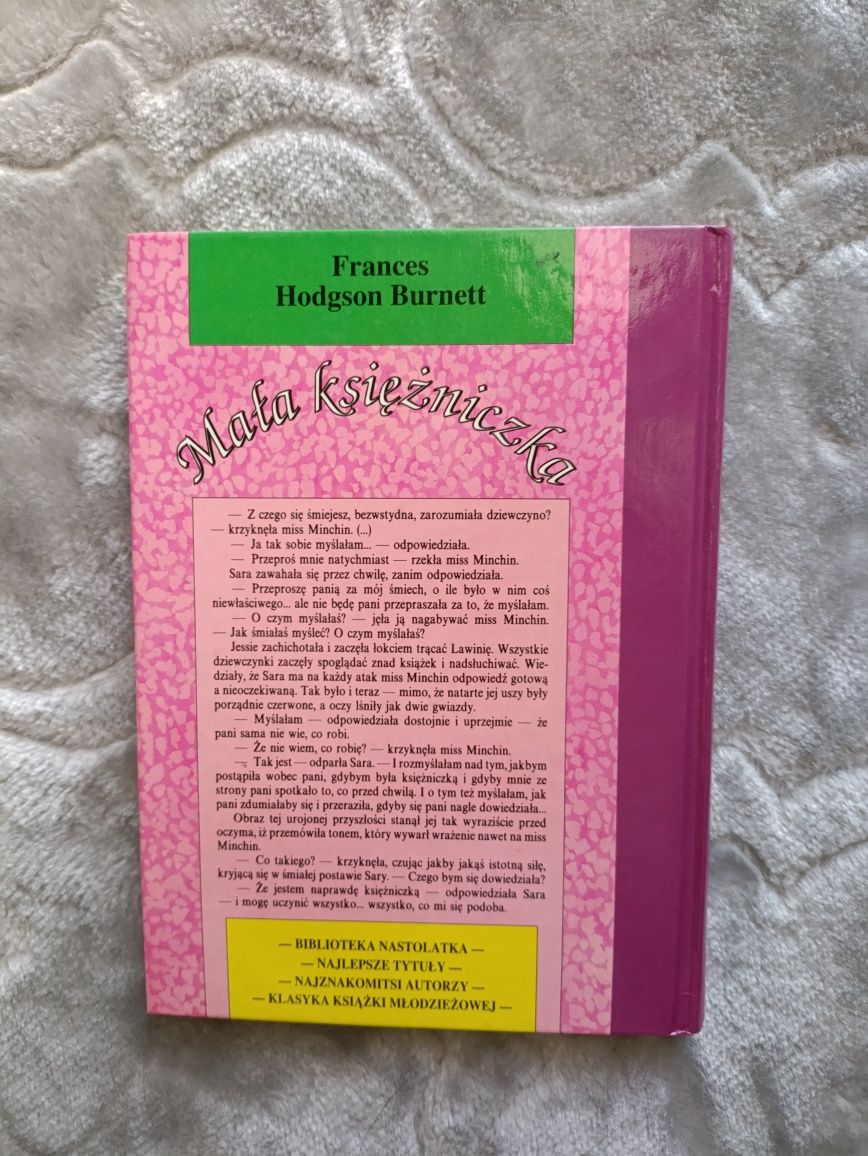 Frances
Hodgson Burnett
Mała księżniczka
— Z czego się śmiejesz, bezwstydna, zarozumiała dziewczyno?
— krzyknęła miss Minchin. (...)
— Ja tak sobie myślałam... — odpowiedziała.
— Przeproś mnie natychmiast — rzekła miss Minchin.
Sara zawahała się przez chwilę, zanim odpowiedziała.
— Przeproszę panią za mój śmiech, o ile było w nim coś
niewłaściwego... ale nie będę pani przepraszała za to, że myślałam.
— O czym myślałaś? — jęła ją nagabywać miss Minchin.
— Jak śmiałaś myśleć? O czym myślałaś?
Jessie zachichotała i zaczęła łokciem trącać Lawinię. Wszystkie
dziewczynki zaczęły spoglądać znad książek i nadsłuchiwać. Wie-
działy, że Sara ma na każdy atak miss Minchin odpowiedź gotową
a nieoczekiwaną. Tak było i teraz — mimo, że natarte jej uszy były
porządnie czerwone, a oczy lśniły jak dwie gwiazdy.
— Myślałam — odpowiedziała dostojnie i uprzejmie — że
pani sama nie wie, co robi.
— Że nie wiem, co robię? — krzyknęła miss Minchin.
— Tak jest — odparła Sara. — I rozmyślałam nad tym, jakbym
postąpiła wobec pani, gdybym była księżniczką i gdyby mnie ze
strony pani spotkało to, co przed chwilą. I o tym też myślałam, jak
pani zdumiałaby się i przeraziła, gdyby się pani nagle dowiedziała...
Obraz tej urojonej przyszłości stanął jej tak wyraziście przed
oczyma, iż przemówiła tonem, który wywarł wrażenie nawet na miss
Minchin.
— Co takiego? — krzyknęła, czując jakby jakąś istotną siłę,
kryjącą się w śmiałej postawie Sary. — Czego bym się dowiedziała?
— Że jestem naprawdę księżniczką — odpowiedziała Sara
— i mogę uczynić wszystko... wszystko, co mi się podoba.
— BIBLIOTEKA NASTOLATKA —
— NAJLEPSZE TYTUŁY —
— NAJZNAKOMITSI AUTORZY —
— KLASYKA KSIĄŻKI MŁODZIEŻOWEJ —